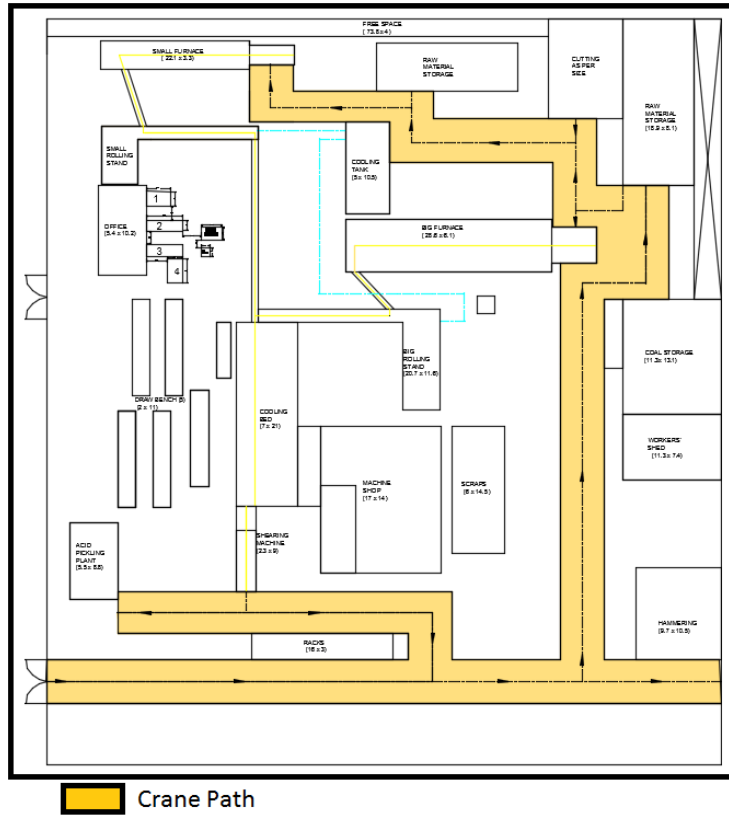 FREE SPACE
( 73.6 x 4 )
SMALL FURNACE
( 22.1 x 3.3)
RAW
MATERIAL
STORAGE
CUTTING
AS PER
SIZE
RAW
MATERIAL
STORAGE
(15.9 x 8.1)
SMALL
ROLLING
STAND
COOLING
TANK
(5 x 10.5)
OFFICE
(5.4 x 10.2)
1
2
3
4
BIG FURNACE
(26.6 x 6.1)
BIG
ROLLING
STAND
(20.7 x 11.6)
COAL STORAGE
(11.3 x 13.1)
DRAW BENCH (8)
(2 x 11)
COOLING
BED
(7 x 21)
WORKERS'
SHED
(11.3 x 7.4)
MACHINE
SHOP
(17 x 14)
SCRAPS
(6 x 14.5)
SHEARING
MACHINE
(2.3 x 9)
ACID
PICKLING
PLANT
(5.5 x 8.8)
HAMMERING
(9.7 x 10.5)
RACKS
(16 x 3)
Crane Path